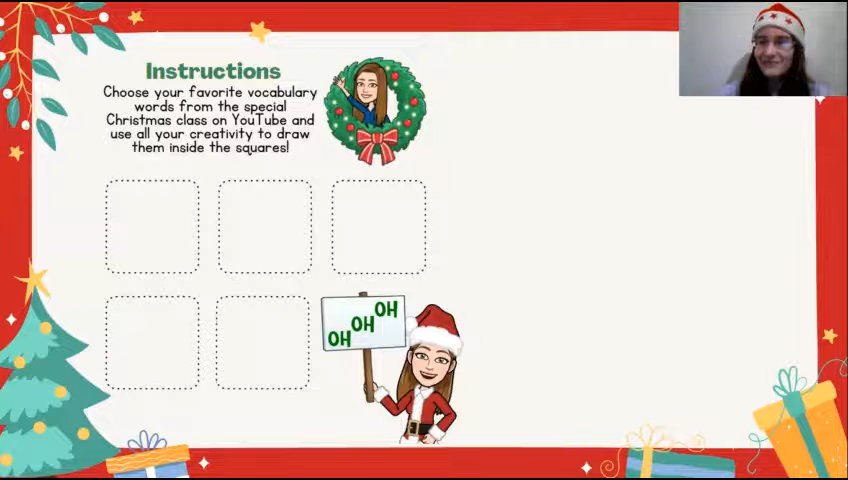 Instructions
Choose your favorite vocabulary
words from the special
Christmas class on YouTube and
use all your creativity to draw
them inside the squares!
OH OH OH